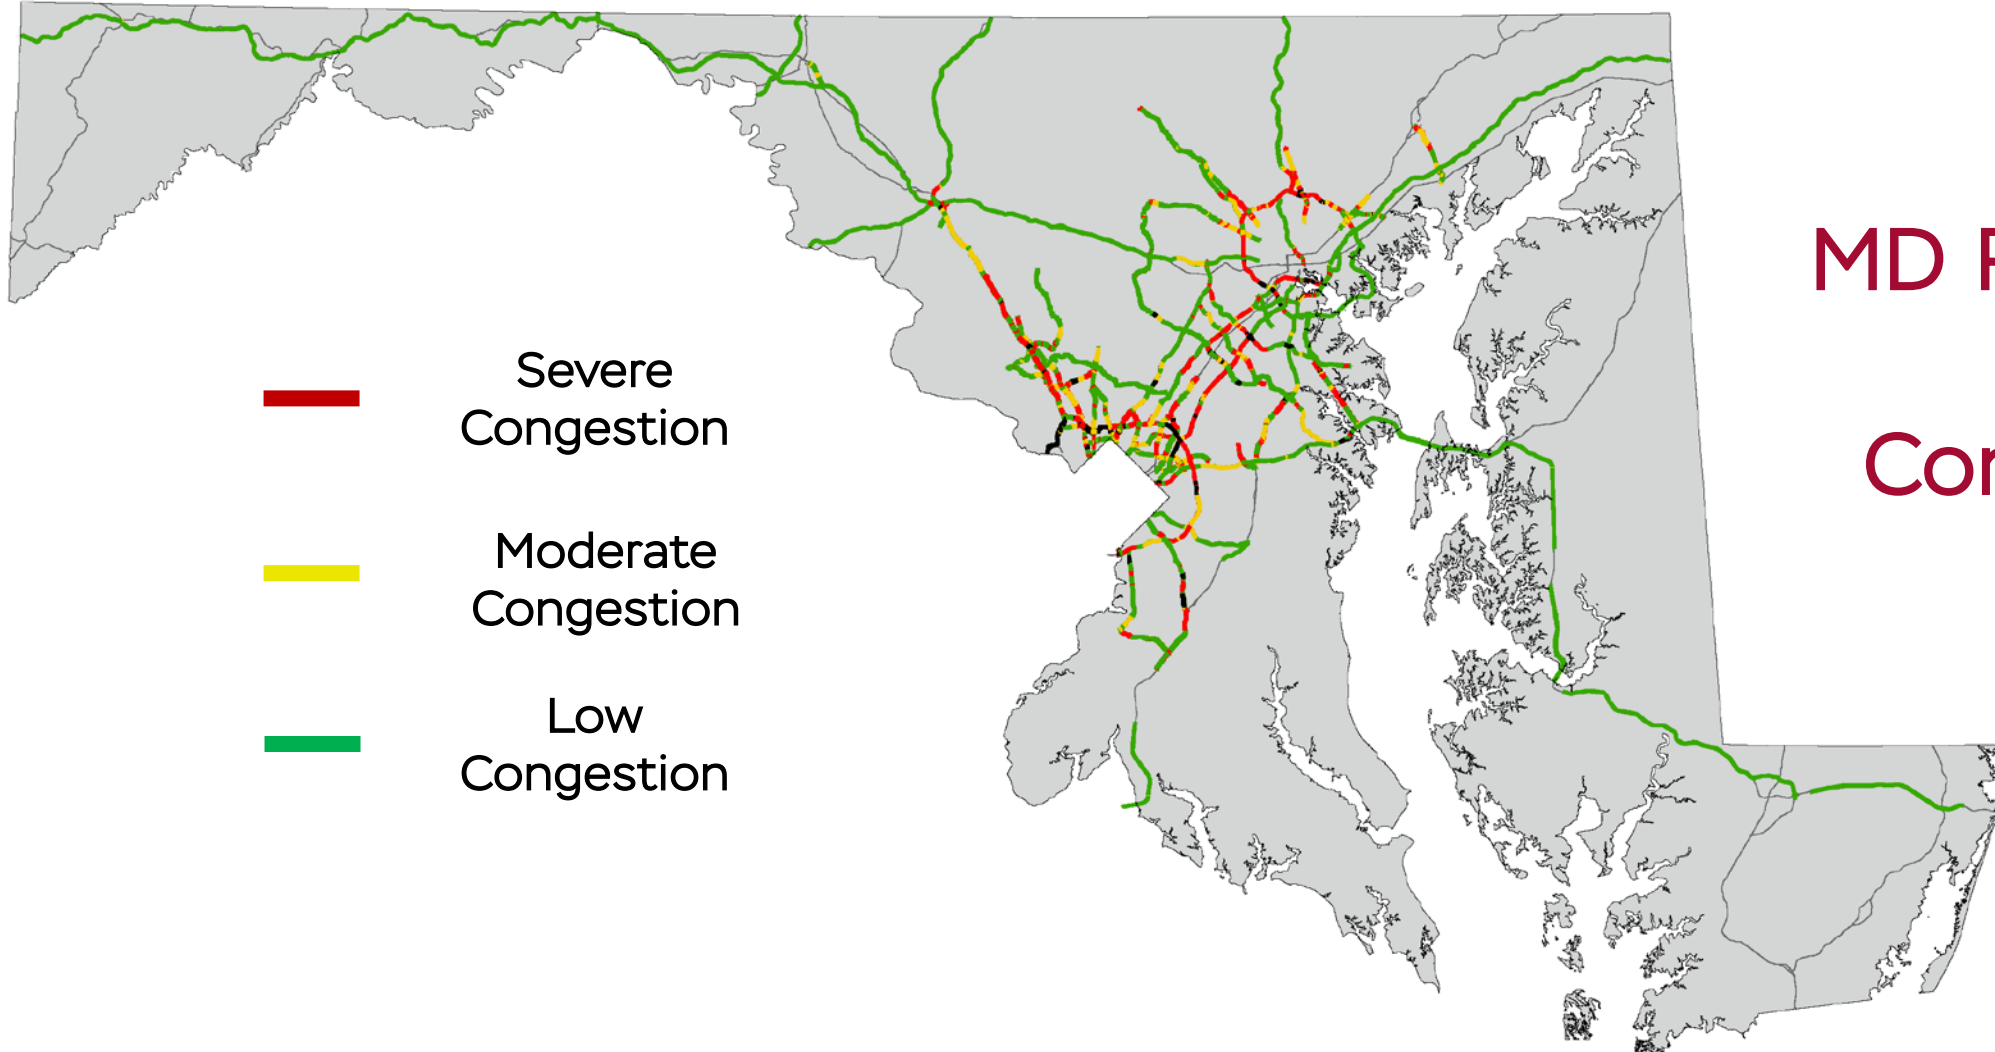 Severe
Congestion
Moderate
Congestion
Low
Congestion
MD